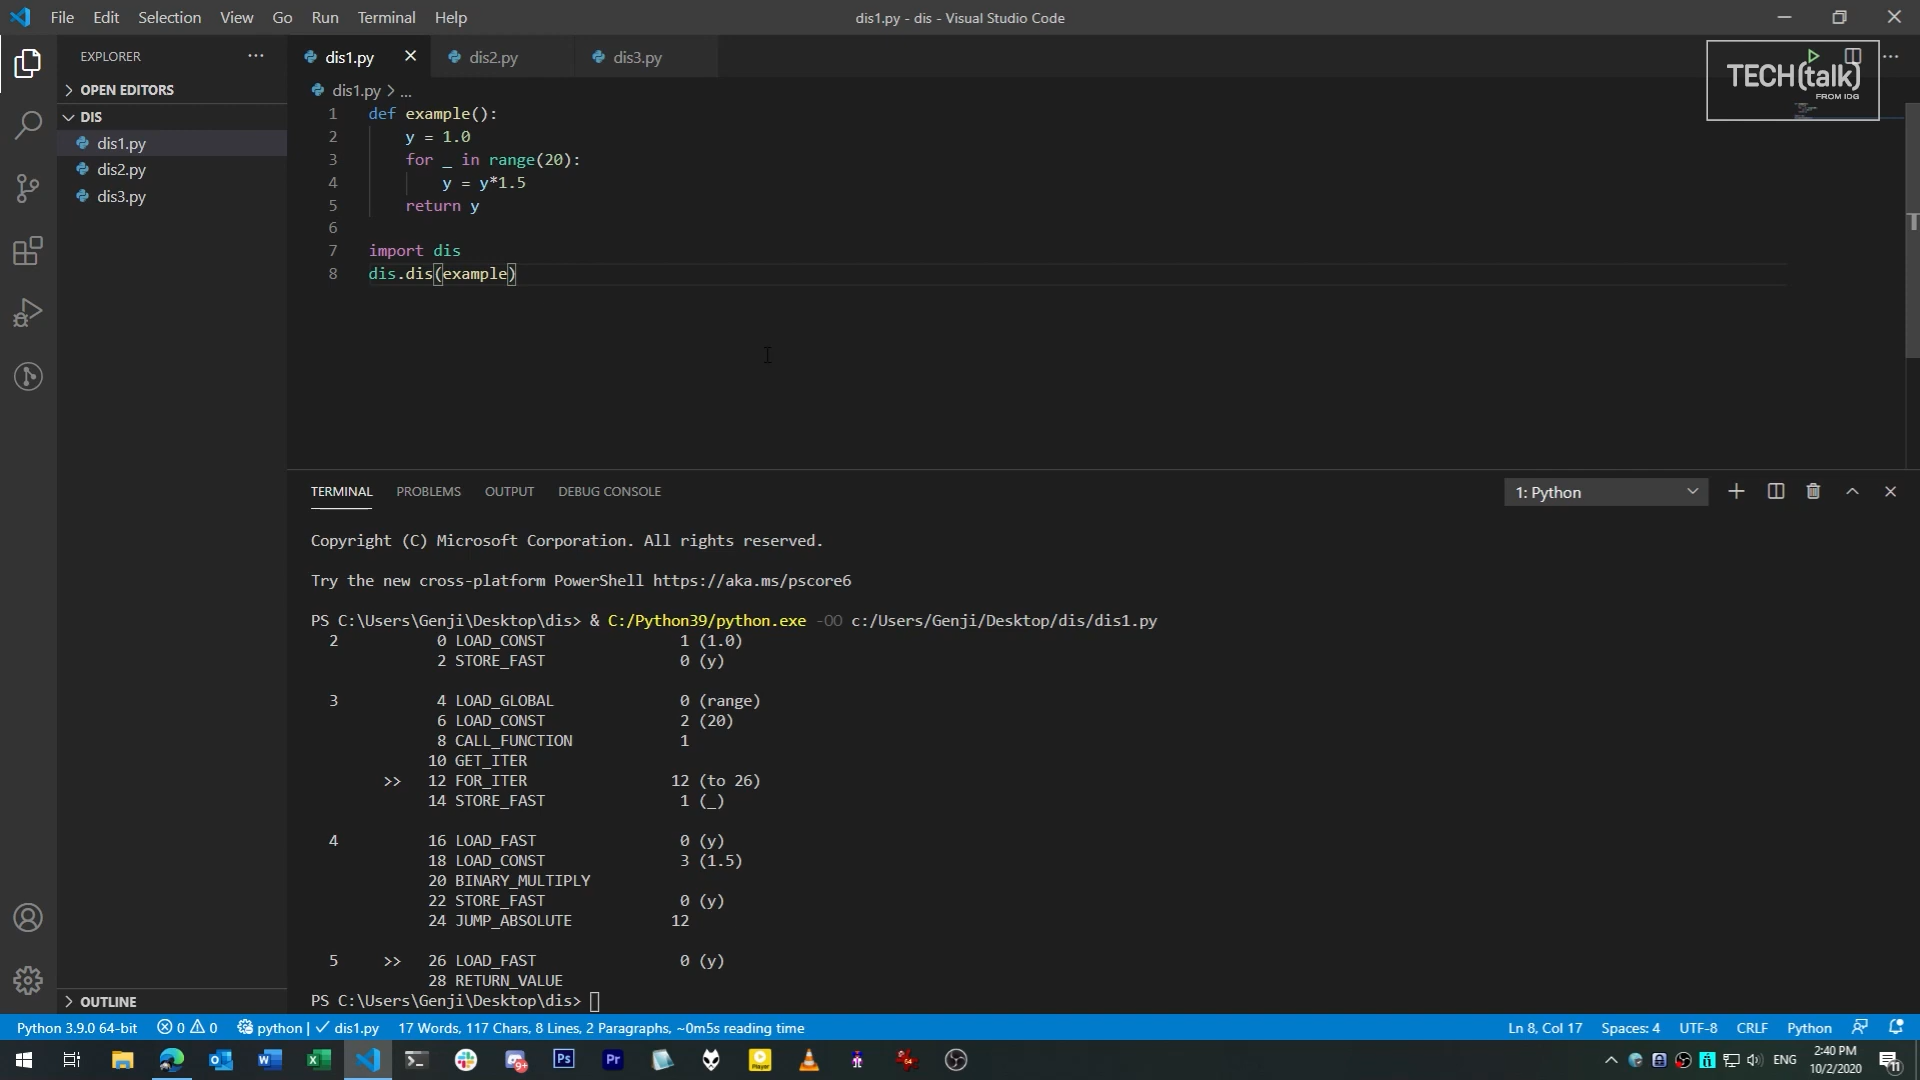 File Edit Selection View Go Run Terminal Help
dis1.py - dis - Visual Studio Code
EXPLORER
dis1.py
dis2.py
dis3.py
TECH(talk)
FROM IDG
OPEN EDITORS
dis1.py > ...
DIS
dis1.py
dis2.py
dis3.py
1 def example():
2 y = 1.0
3 for _ in range(20):
4 y = y*1.5
5 return y
6
7 import dis
8 dis.dis(example)
TERMINAL PROBLEMS OUTPUT DEBUG CONSOLE
1: Python
Copyright (C) Microsoft Corporation. All rights reserved.
Try the new cross-platform PowerShell https://aka.ms/pscore6
PS C:\Users\Genji\Desktop\dis> & C:/Python39/python.exe -OO c:/Users/Genji/Desktop/dis/dis1.py
2 0 LOAD_CONST 1 (1.0)
2 STORE_FAST 0 (y)
3 4 LOAD_GLOBAL 0 (range)
6 LOAD_CONST 2 (20)
8 CALL_FUNCTION 1
10 GET_ITER
>> 12 FOR_ITER 12 (to 26)
14 STORE_FAST 1 (_)
4 16 LOAD_FAST 0 (y)
18 LOAD_CONST 3 (1.5)
20 BINARY_MULTIPLY
22 STORE_FAST 0 (y)
24 JUMP_ABSOLUTE 12
5 >> 26 LOAD_FAST 0 (y)
28 RETURN_VALUE
PS C:\Users\Genji\Desktop\dis>
OUTLINE
Python 3.9.0 64-bit 0 0 python | ✓ dis1.py 17 Words, 117 Chars, 8 Lines, 2 Paragraphs, ~0m5s reading time
Ln 8, Col 17 Spaces: 4 UTF-8 CRLF Python
ENG
2:40 PM
10/2/2020
11